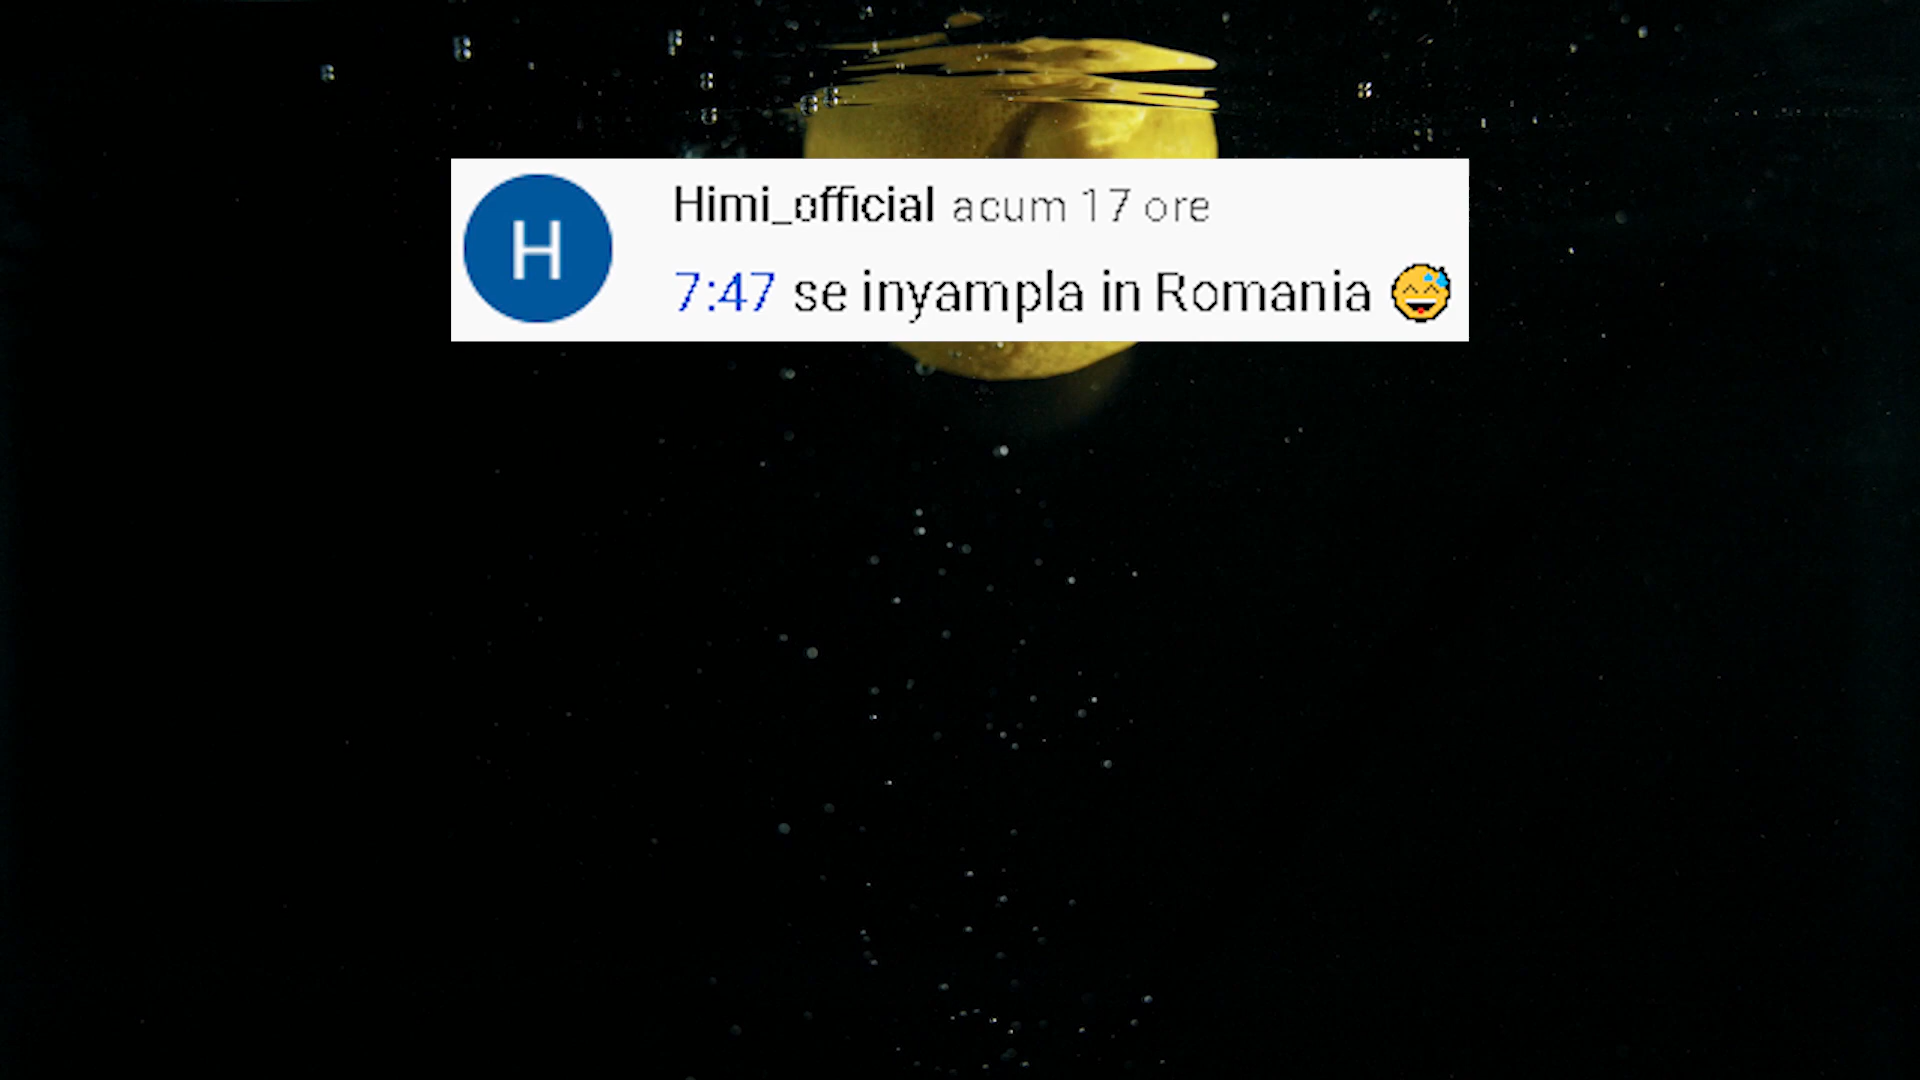 H
Himi_official acum 17 ore
7:47 se inyampla in Romania 😅